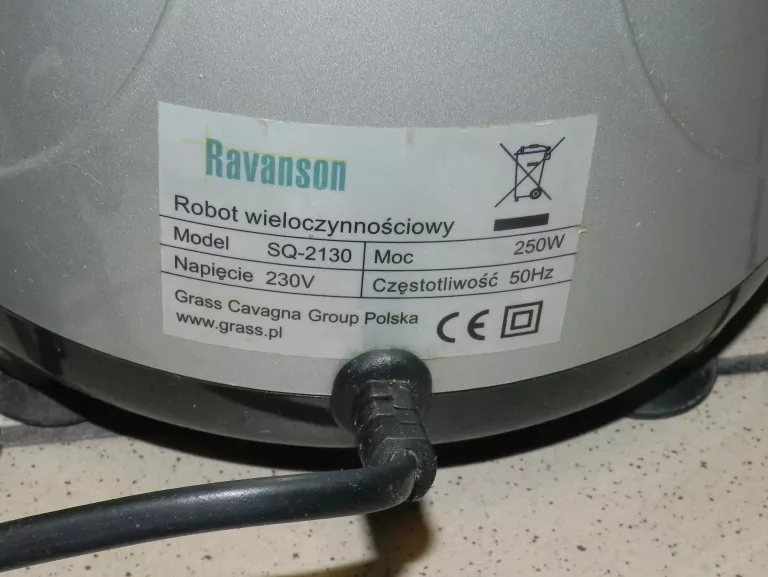 Ravanson
Robot wieloczynnościowy
Model SQ-2130 Moc 250W
Napięcie 230V Częstotliwość 50Hz
Grass Cavagna Group Polska
www.grass.pl
CE